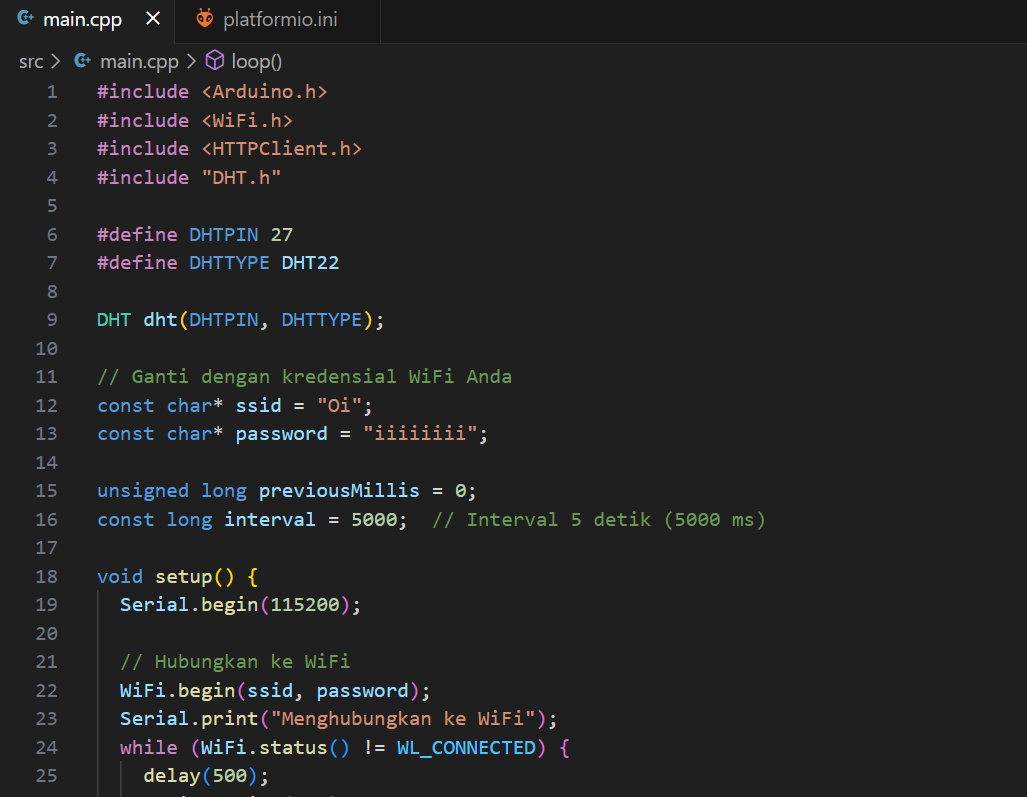 main.cpp
platformio.ini
src > main.cpp > loop()
1 #include <Arduino.h>
2 #include <WiFi.h>
3 #include <HTTPClient.h>
4 #include "DHT.h"
5
6 #define DHTPIN 27
7 #define DHTTYPE DHT22
8
9 DHT dht(DHTPIN, DHTTYPE);
10
11 // Ganti dengan kredensial WiFi Anda
12 const char* ssid = "Oi";
13 const char* password = "iiiiiiiii";
14
15 unsigned long previousMillis = 0;
16 const long interval = 5000;  // Interval 5 detik (5000 ms)
17
18 void setup() {
19   Serial.begin(115200);
20
21   // Hubungkan ke WiFi
22   WiFi.begin(ssid, password);
23   Serial.print("Menghubungkan ke WiFi");
24   while (WiFi.status() != WL_CONNECTED) {
25     delay(500);